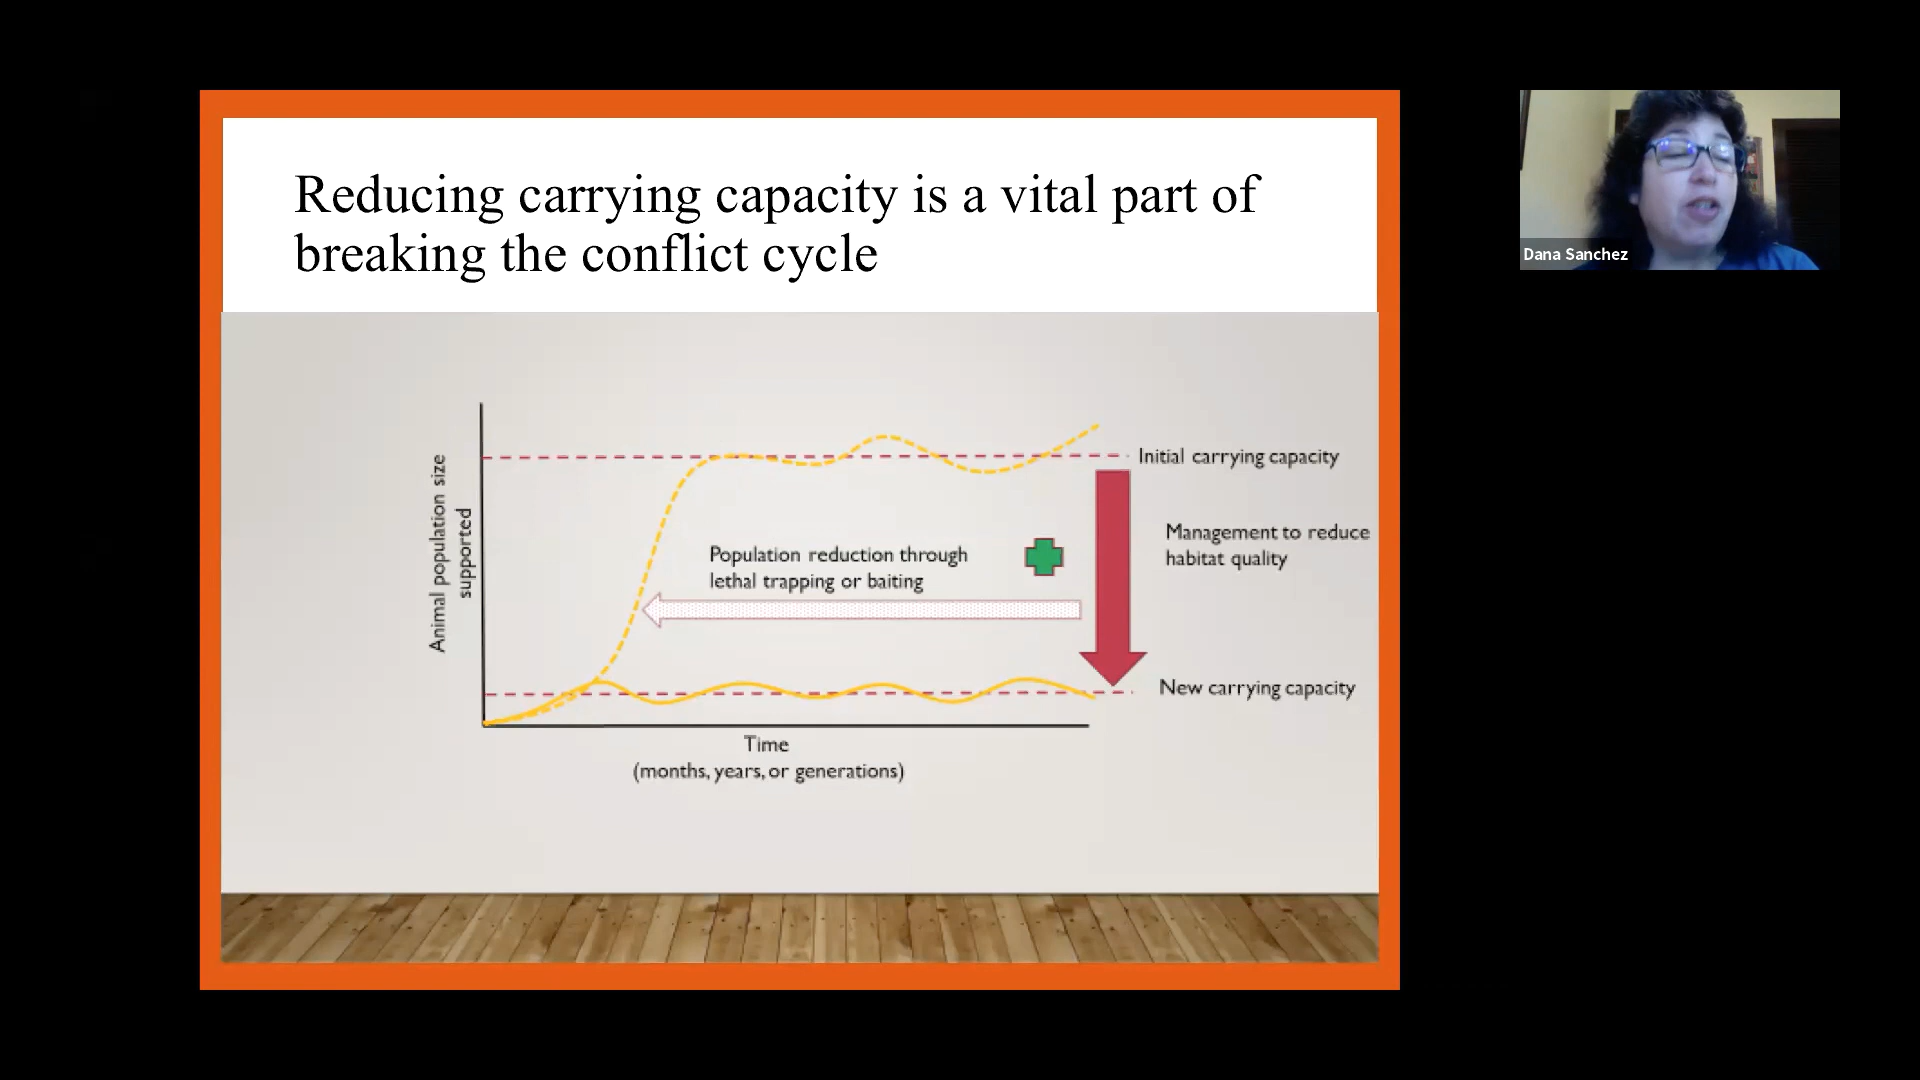 Reducing carrying capacity is a vital part of
breaking the conflict cycle
Dana Sanchez
Animal population size
supported
Initial carrying capacity
Management to reduce
habitat quality
Population reduction through
lethal trapping or baiting
New carrying capacity
Time
(months, years, or generations)